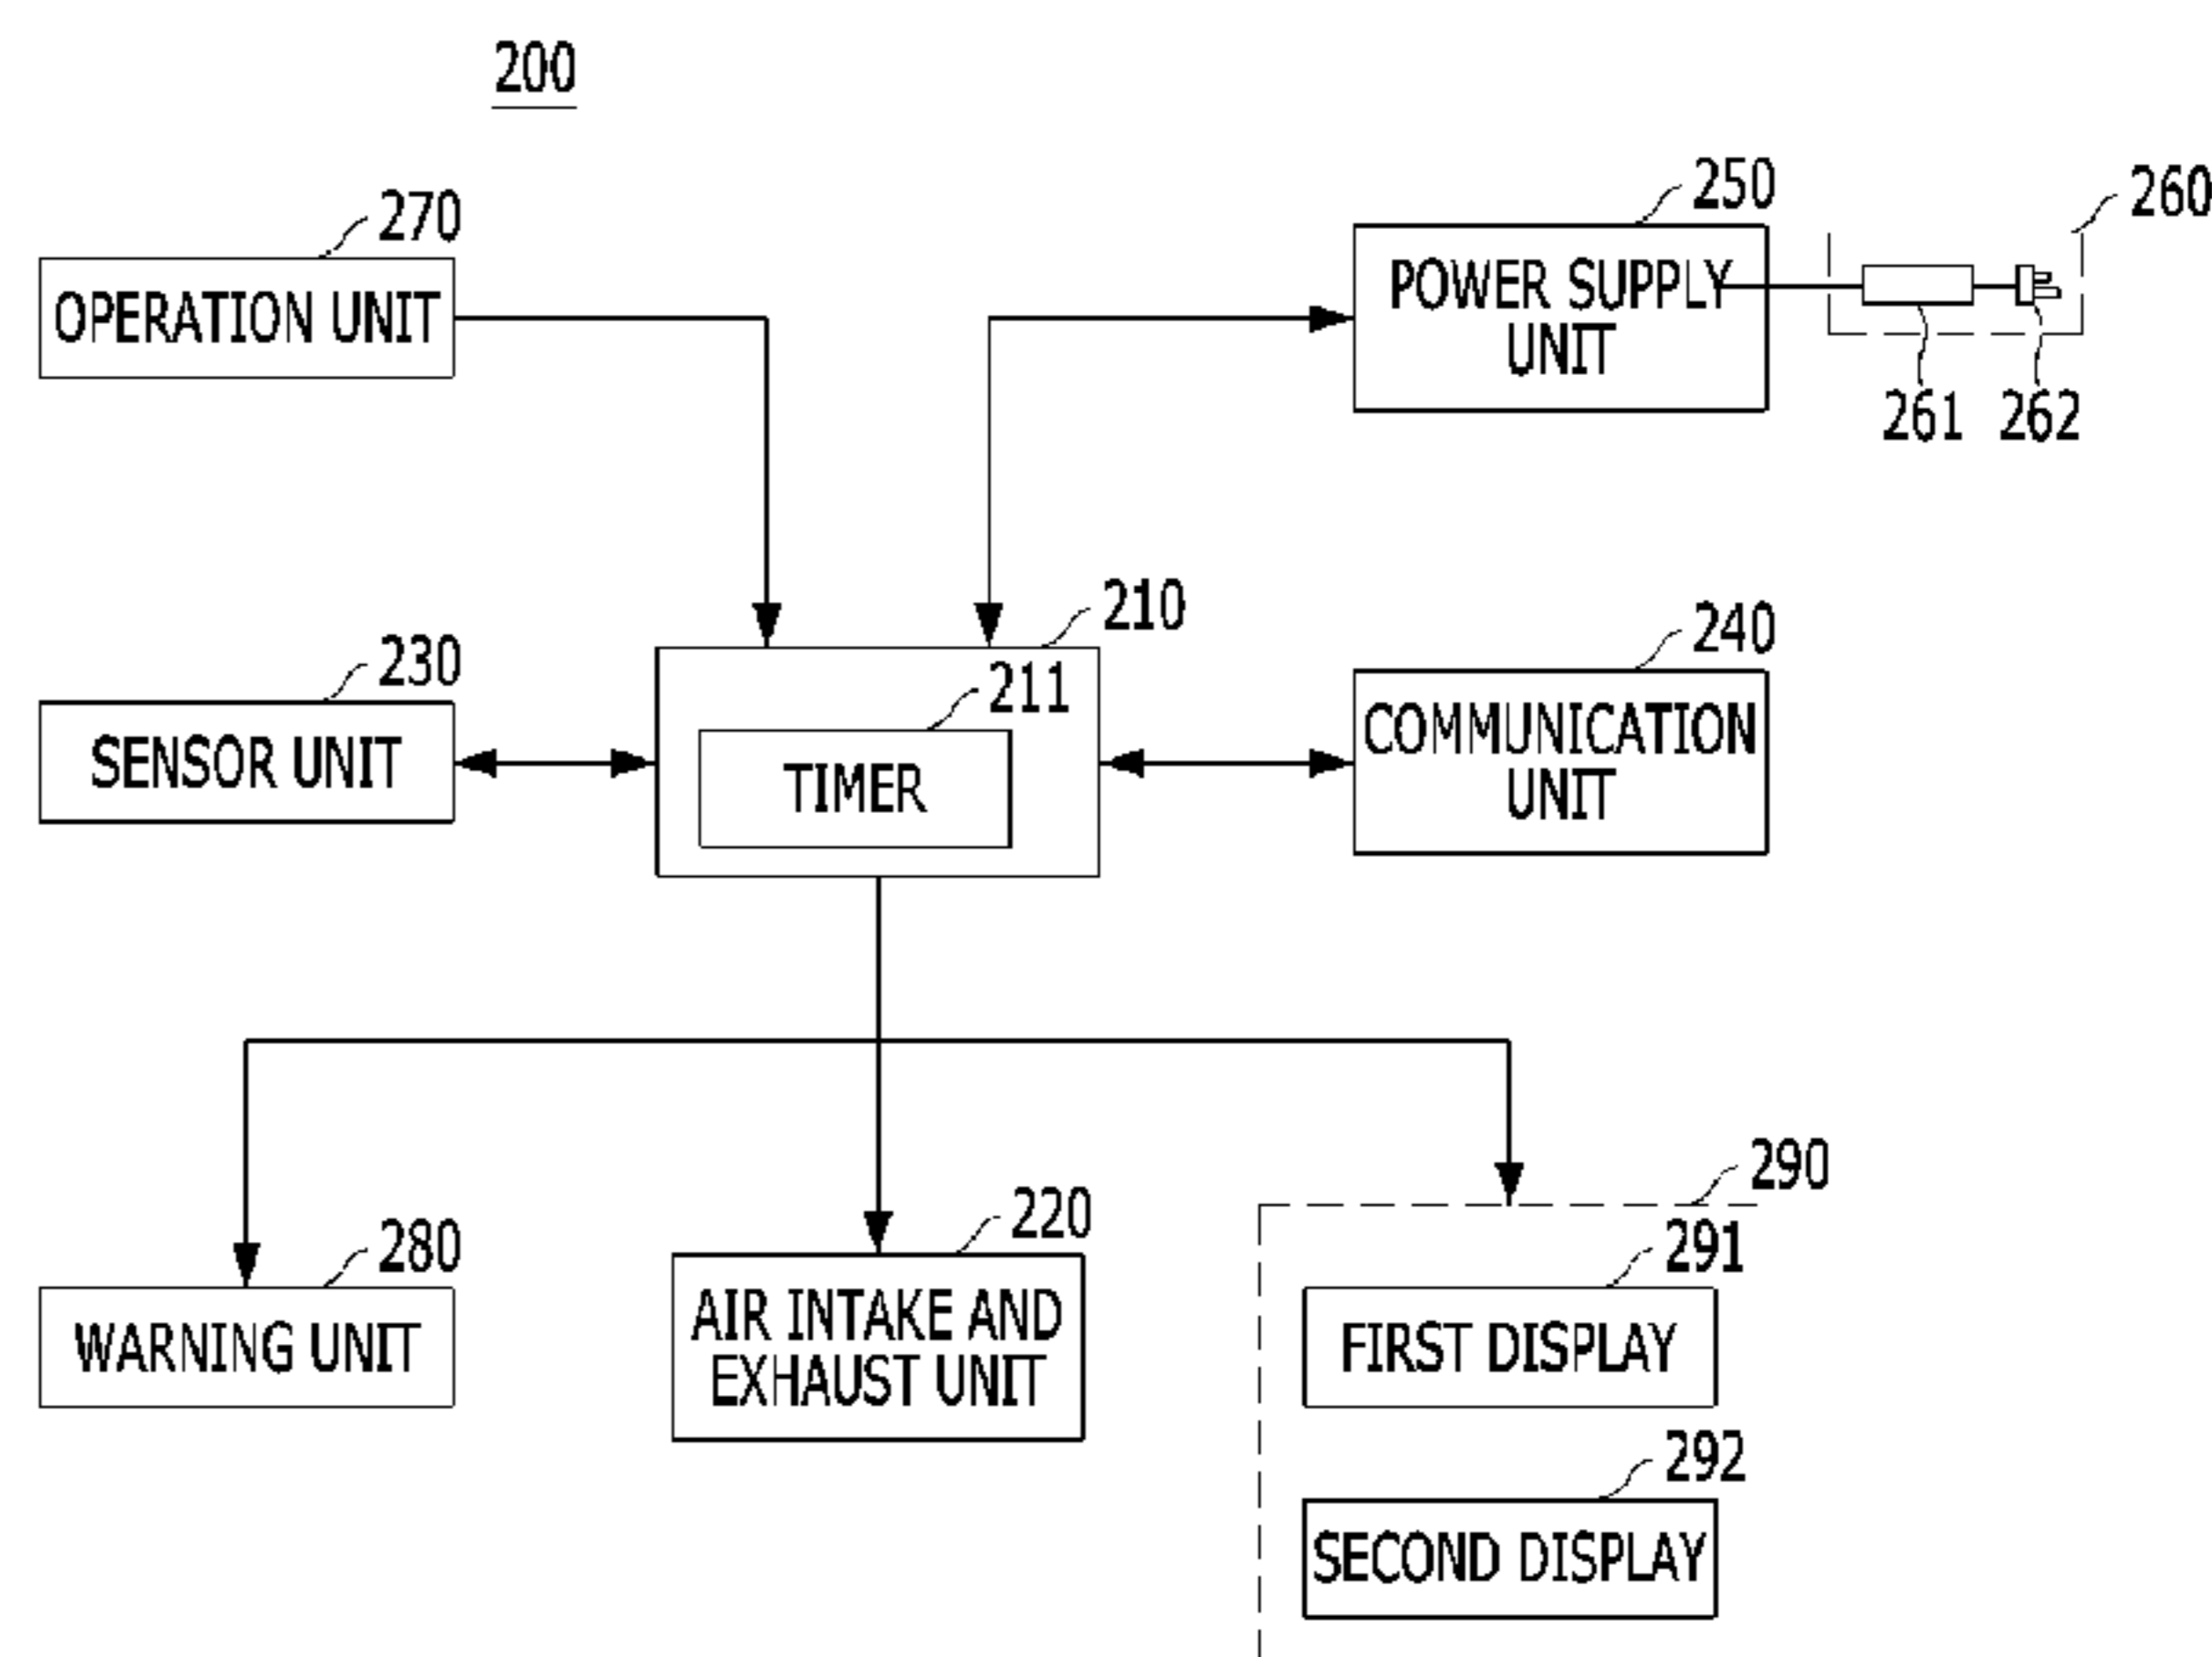 200
270
OPERATION UNIT
250
POWER SUPPLY
UNIT
260
261
262
230
SENSOR UNIT
210
211
TIMER
240
COMMUNICATION
UNIT
280
WARNING UNIT
220
AIR INTAKE AND
EXHAUST UNIT
290
291
FIRST DISPLAY
292
SECOND DISPLAY